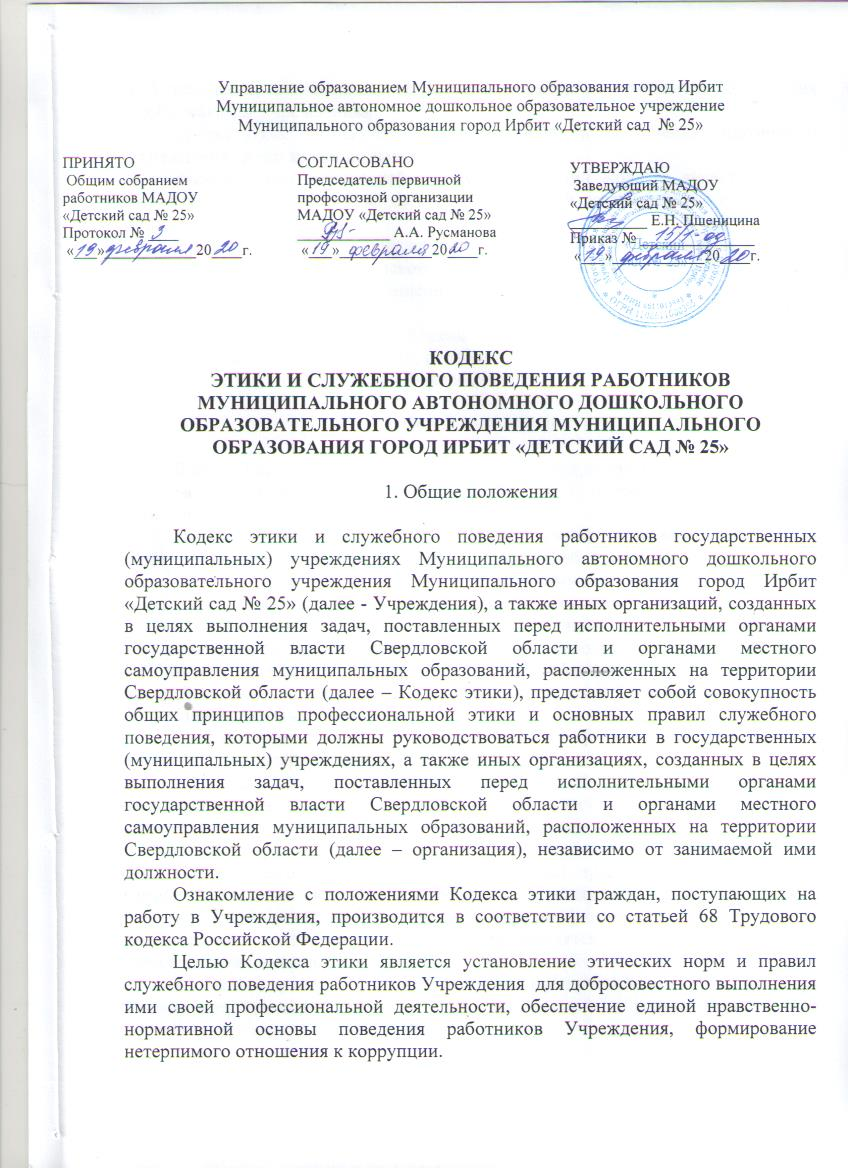 Управление образованием Муниципального образования город Ирбит
Муниципальное автономное дошкольное образовательное учреждение
Муниципального образования город Ирбит «Детский сад № 25»
ПРИНЯТО
Общим собранием
работников МАДОУ
«Детский сад № 25»
Протокол № 3
«19» февраля 2020 г.
СОГЛАСОВАНО
Председатель первичной
профсоюзной организации
МАДОУ «Детский сад № 25»
А.А. Русманова
«19» февраля 2020 г.
УТВЕРЖДАЮ
Заведующий МАДОУ
«Детский сад № 25»
Е.Н. Пшеницина
Приказ № 15/1-од
«19» февраля 2020 г.
КОДЕКС
ЭТИКИ И СЛУЖЕБНОГО ПОВЕДЕНИЯ РАБОТНИКОВ
МУНИЦИПАЛЬНОГО АВТОНОМНОГО ДОШКОЛЬНОГО
ОБРАЗОВАТЕЛЬНОГО УЧРЕЖДЕНИЯ МУНИЦИПАЛЬНОГО
ОБРАЗОВАНИЯ ГОРОД ИРБИТ «ДЕТСКИЙ САД № 25»
1. Общие положения
Кодекс этики и служебного поведения работников государственных
(муниципальных) учреждениях Муниципального автономного дошкольного
образовательного учреждения Муниципального образования город Ирбит
«Детский сад № 25» (далее - Учреждения), а также иных организаций, созданных
в целях выполнения задач, поставленных перед исполнительными органами
государственной власти Свердловской области и органами местного
самоуправления муниципальных образований, расположенных на территории
Свердловской области (далее – Кодекс этики), представляет собой совокупность
общих принципов профессиональной этики и основных правил служебного
поведения, которыми должны руководствоваться работники в государственных
(муниципальных) учреждениях, а также иных организациях, созданных в целях
выполнения задач, поставленных перед исполнительными органами
государственной власти Свердловской области и органами местного
самоуправления муниципальных образований, расположенных на территории
Свердловской области (далее – организация), независимо от занимаемой ими
должности.
Ознакомление с положениями Кодекса этики граждан, поступающих на
работу в Учреждения, производится в соответствии со статьей 68 Трудового
кодекса Российской Федерации.
Целью Кодекса этики является установление этических норм и правил
служебного поведения работников Учреждения для добросовестного выполнения
ими своей профессиональной деятельности, обеспечение единой нравственно-
нормативной основы поведения работников Учреждения, формирование
нетерпимого отношения к коррупции.